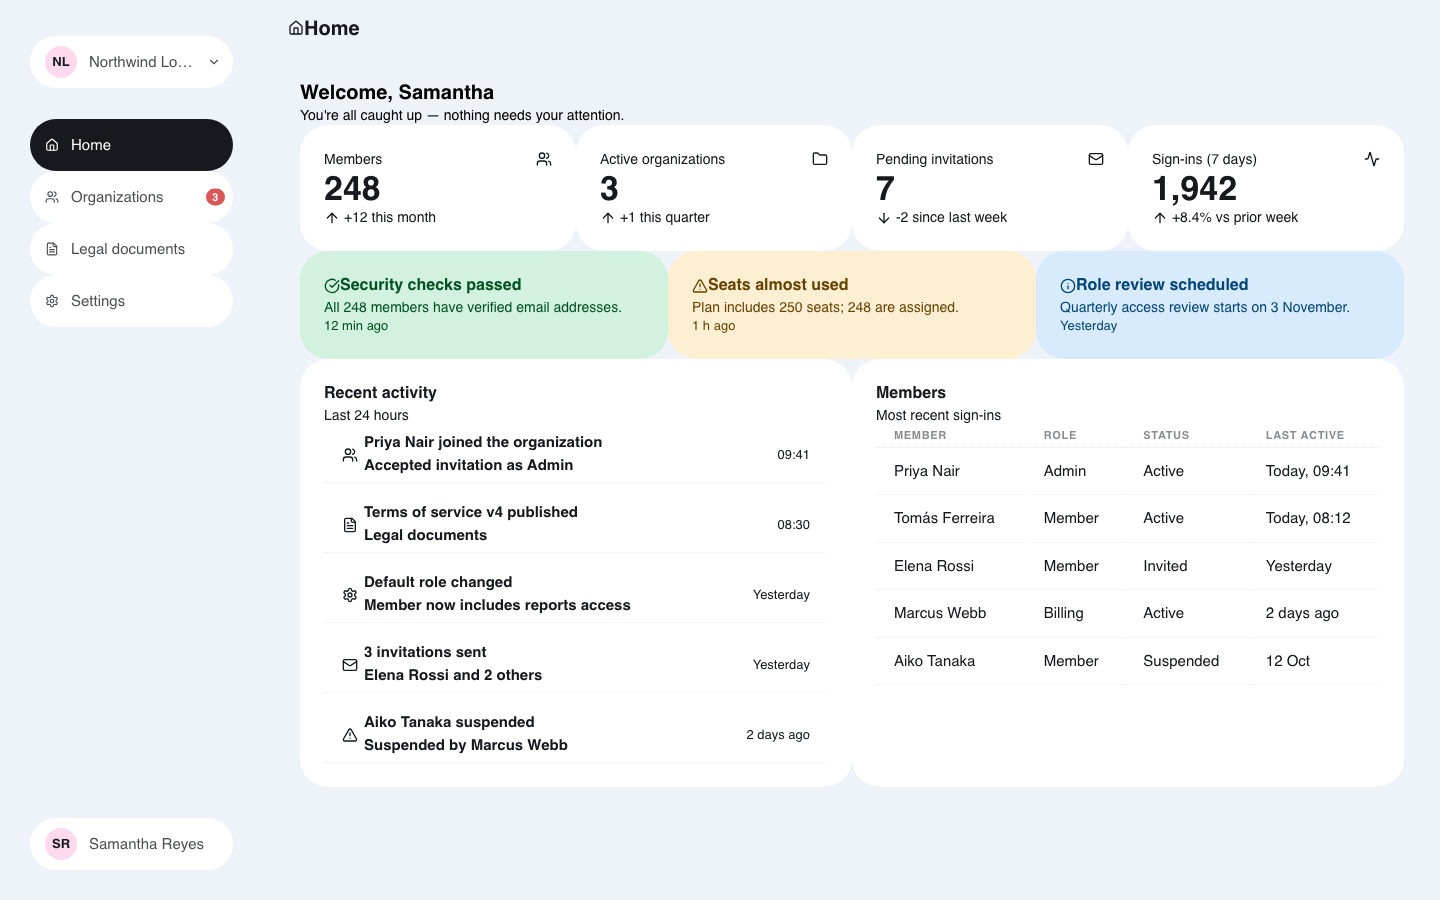 Home
NL Northwind Lo...
Home
Organizations 3
Legal documents
Settings
SR Samantha Reyes
Welcome, Samantha
You're all caught up — nothing needs your attention.
Members
248
+12 this month
Active organizations
3
+1 this quarter
Pending invitations
7
-2 since last week
Sign-ins (7 days)
1,942
+8.4% vs prior week
Security checks passed
All 248 members have verified email addresses.
12 min ago
Seats almost used
Plan includes 250 seats; 248 are assigned.
1 h ago
Role review scheduled
Quarterly access review starts on 3 November.
Yesterday
Recent activity
Last 24 hours
Priya Nair joined the organization
Accepted invitation as Admin
09:41
Terms of service v4 published
Legal documents
08:30
Default role changed
Member now includes reports access
Yesterday
3 invitations sent
Elena Rossi and 2 others
Yesterday
Aiko Tanaka suspended
Suspended by Marcus Webb
2 days ago
Members
Most recent sign-ins
MEMBER ROLE STATUS LAST ACTIVE
Priya Nair Admin Active Today, 09:41
Tomás Ferreira Member Active Today, 08:12
Elena Rossi Member Invited Yesterday
Marcus Webb Billing Active 2 days ago
Aiko Tanaka Member Suspended 12 Oct